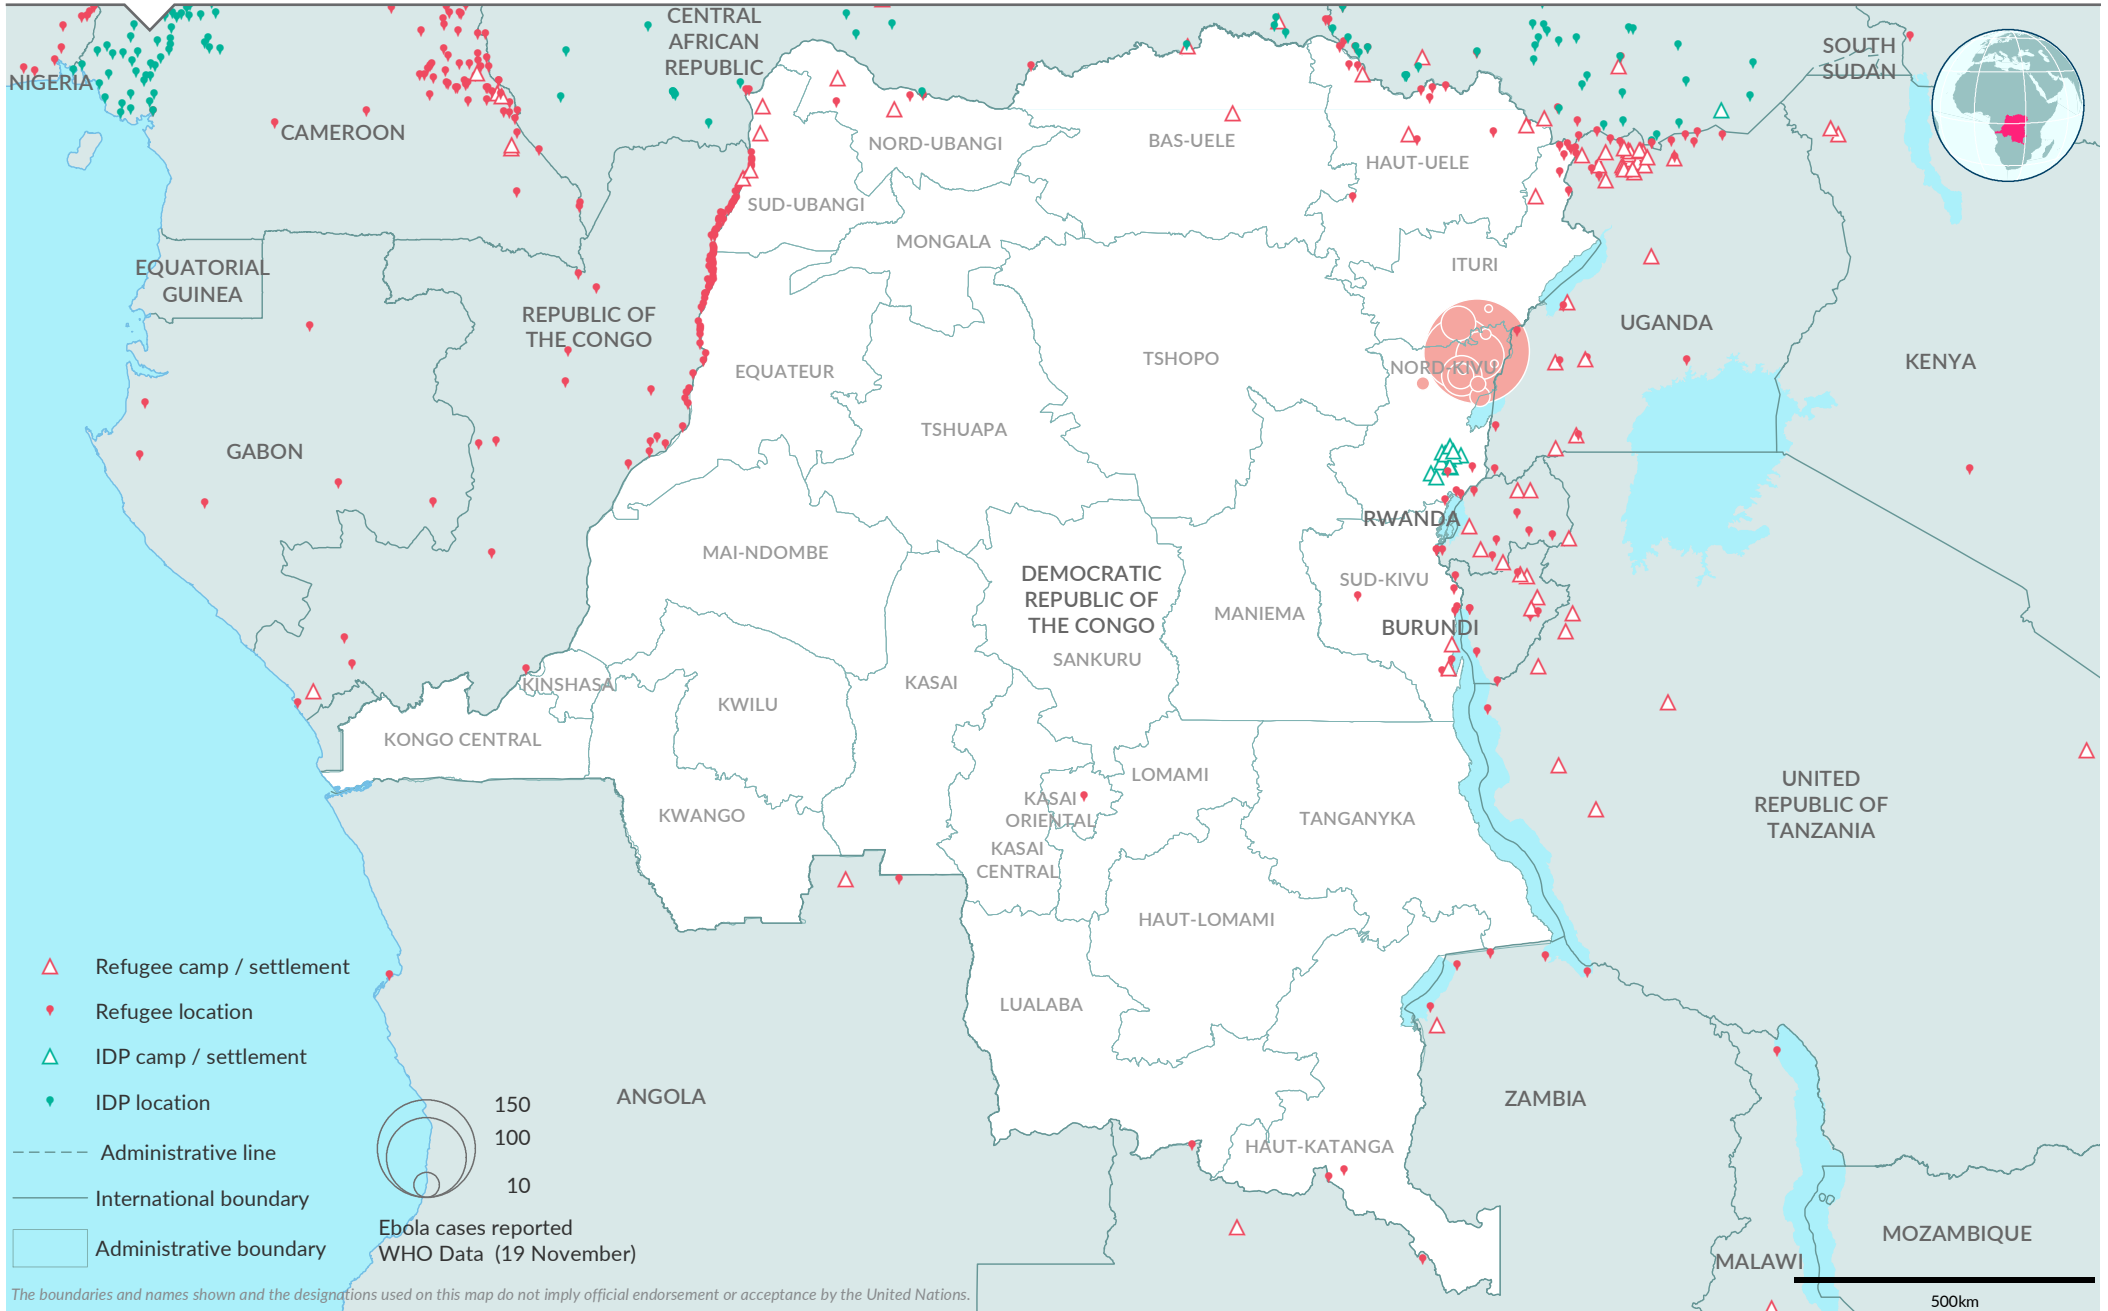 CENTRAL
AFRICAN
REPUBLIC
SOUTH
SUDAN
NIGERIA
CAMEROON
NORD-UBANGI
BAS-UELE
HAUT-UELE
SUD-UBANGI
MONGALA
ITURI
EQUATORIAL
GUINEA
REPUBLIC OF
THE CONGO
UGANDA
KENYA
EQUATEUR
TSHOPO
NORD-KIVU
TSHUAPA
GABON
RWANDA
MAI-NDOMBE
DEMOCRATIC
REPUBLIC OF
THE CONGO
SUD-KIVU
MANIEMA
BURUNDI
SANKURU
KINSHASA
KASAI
KWILU
KONGO CENTRAL
LOMAMI
UNITED
REPUBLIC OF
TANZANIA
KASAI
ORIENTAL
KWANGO
TANGANYKA
KASAI
CENTRAL
HAUT-LOMAMI
LUALABA
ANGOLA
ZAMBIA
HAUT-KATANGA
MALAWI
MOZAMBIQUE
Refugee camp / settlement
Refugee location
IDP camp / settlement
IDP location
Administrative line
International boundary
Administrative boundary
150
100
10
Ebola cases reported
WHO Data (19 November)
500km
The boundaries and names shown and the designations used on this map do not imply official endorsement or acceptance by the United Nations.